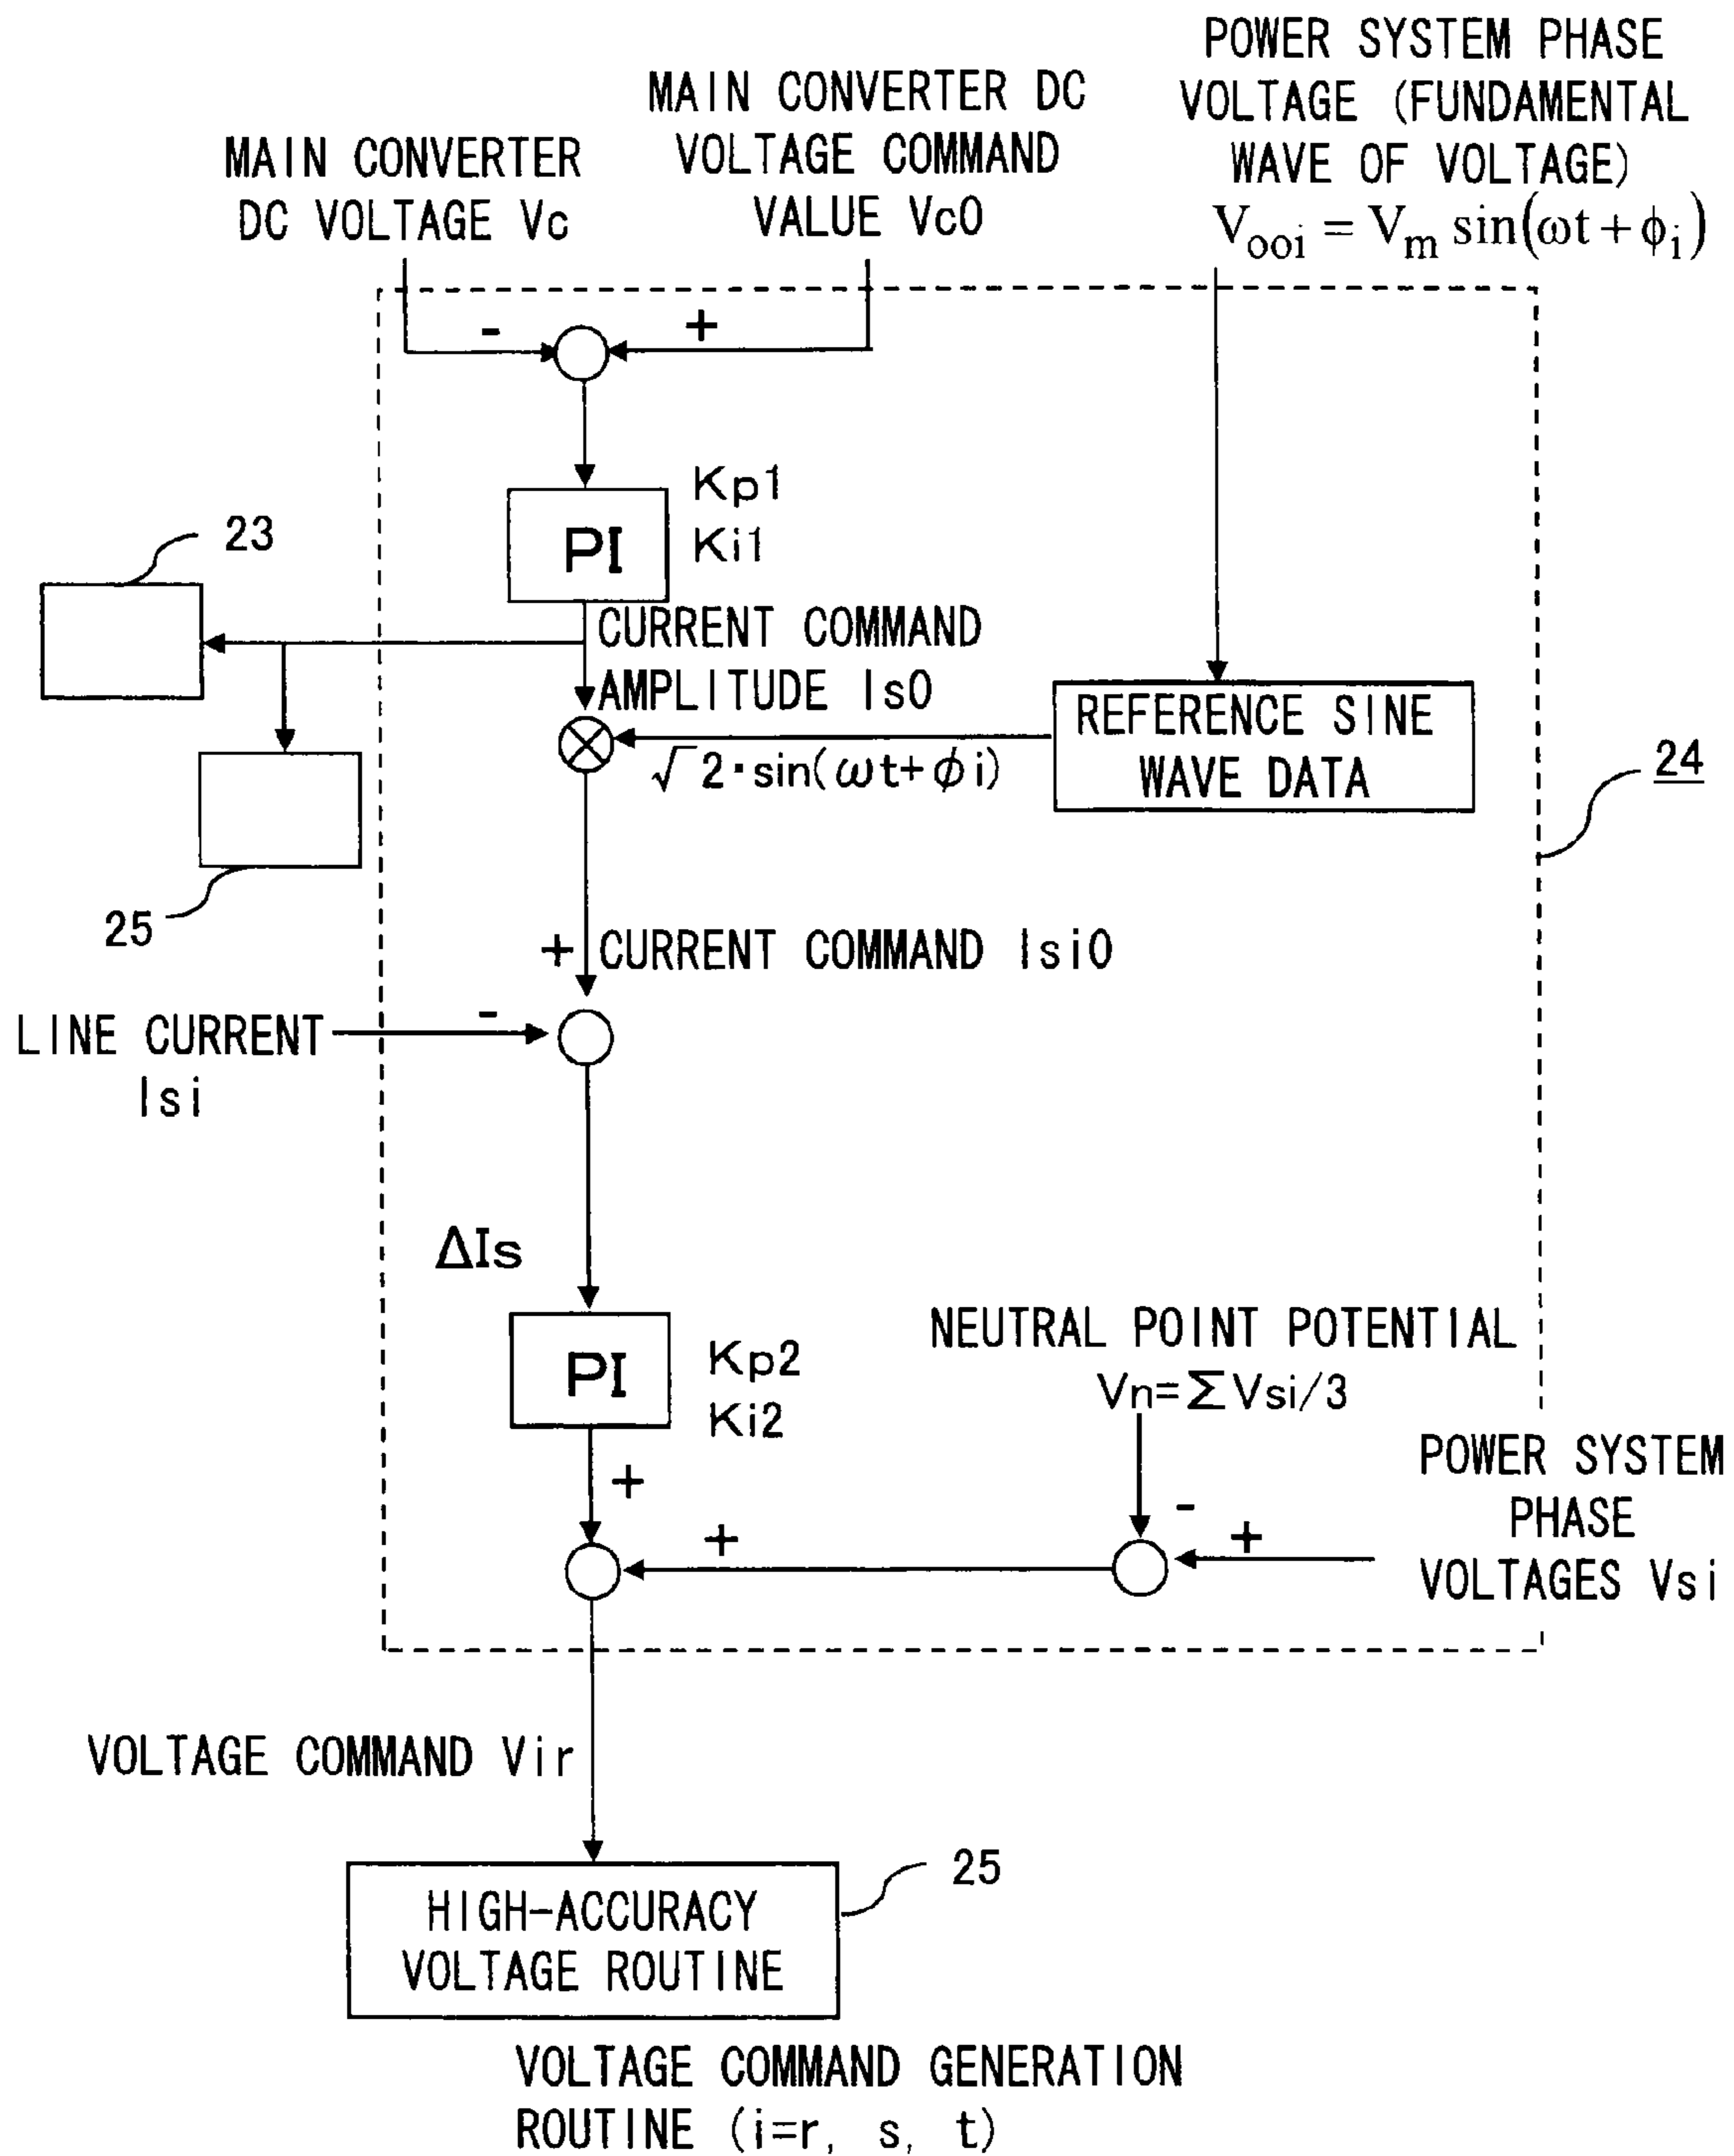 POWER SYSTEM PHASE
VOLTAGE (FUNDAMENTAL
WAVE OF VOLTAGE)
V_ooi = V_m sin(ωt + ϕ_i)
MAIN CONVERTER DC
VOLTAGE COMMAND
VALUE Vc0
MAIN CONVERTER
DC VOLTAGE Vc
-
+
PI
Kp1
Ki1
23
CURRENT COMMAND
AMPLITUDE Is0
REFERENCE SINE
WAVE DATA
√2・sin(ωt+ϕi)
24
25
+
CURRENT COMMAND Isi0
-
LINE CURRENT
Isi
ΔIs
PI
Kp2
Ki2
NEUTRAL POINT POTENTIAL
Vn=ΣVsi/3
POWER SYSTEM
PHASE
VOLTAGES Vsi
+
+
-
+
VOLTAGE COMMAND Vir
25
HIGH-ACCURACY
VOLTAGE ROUTINE
VOLTAGE COMMAND GENERATION
ROUTINE (i=r, s, t)